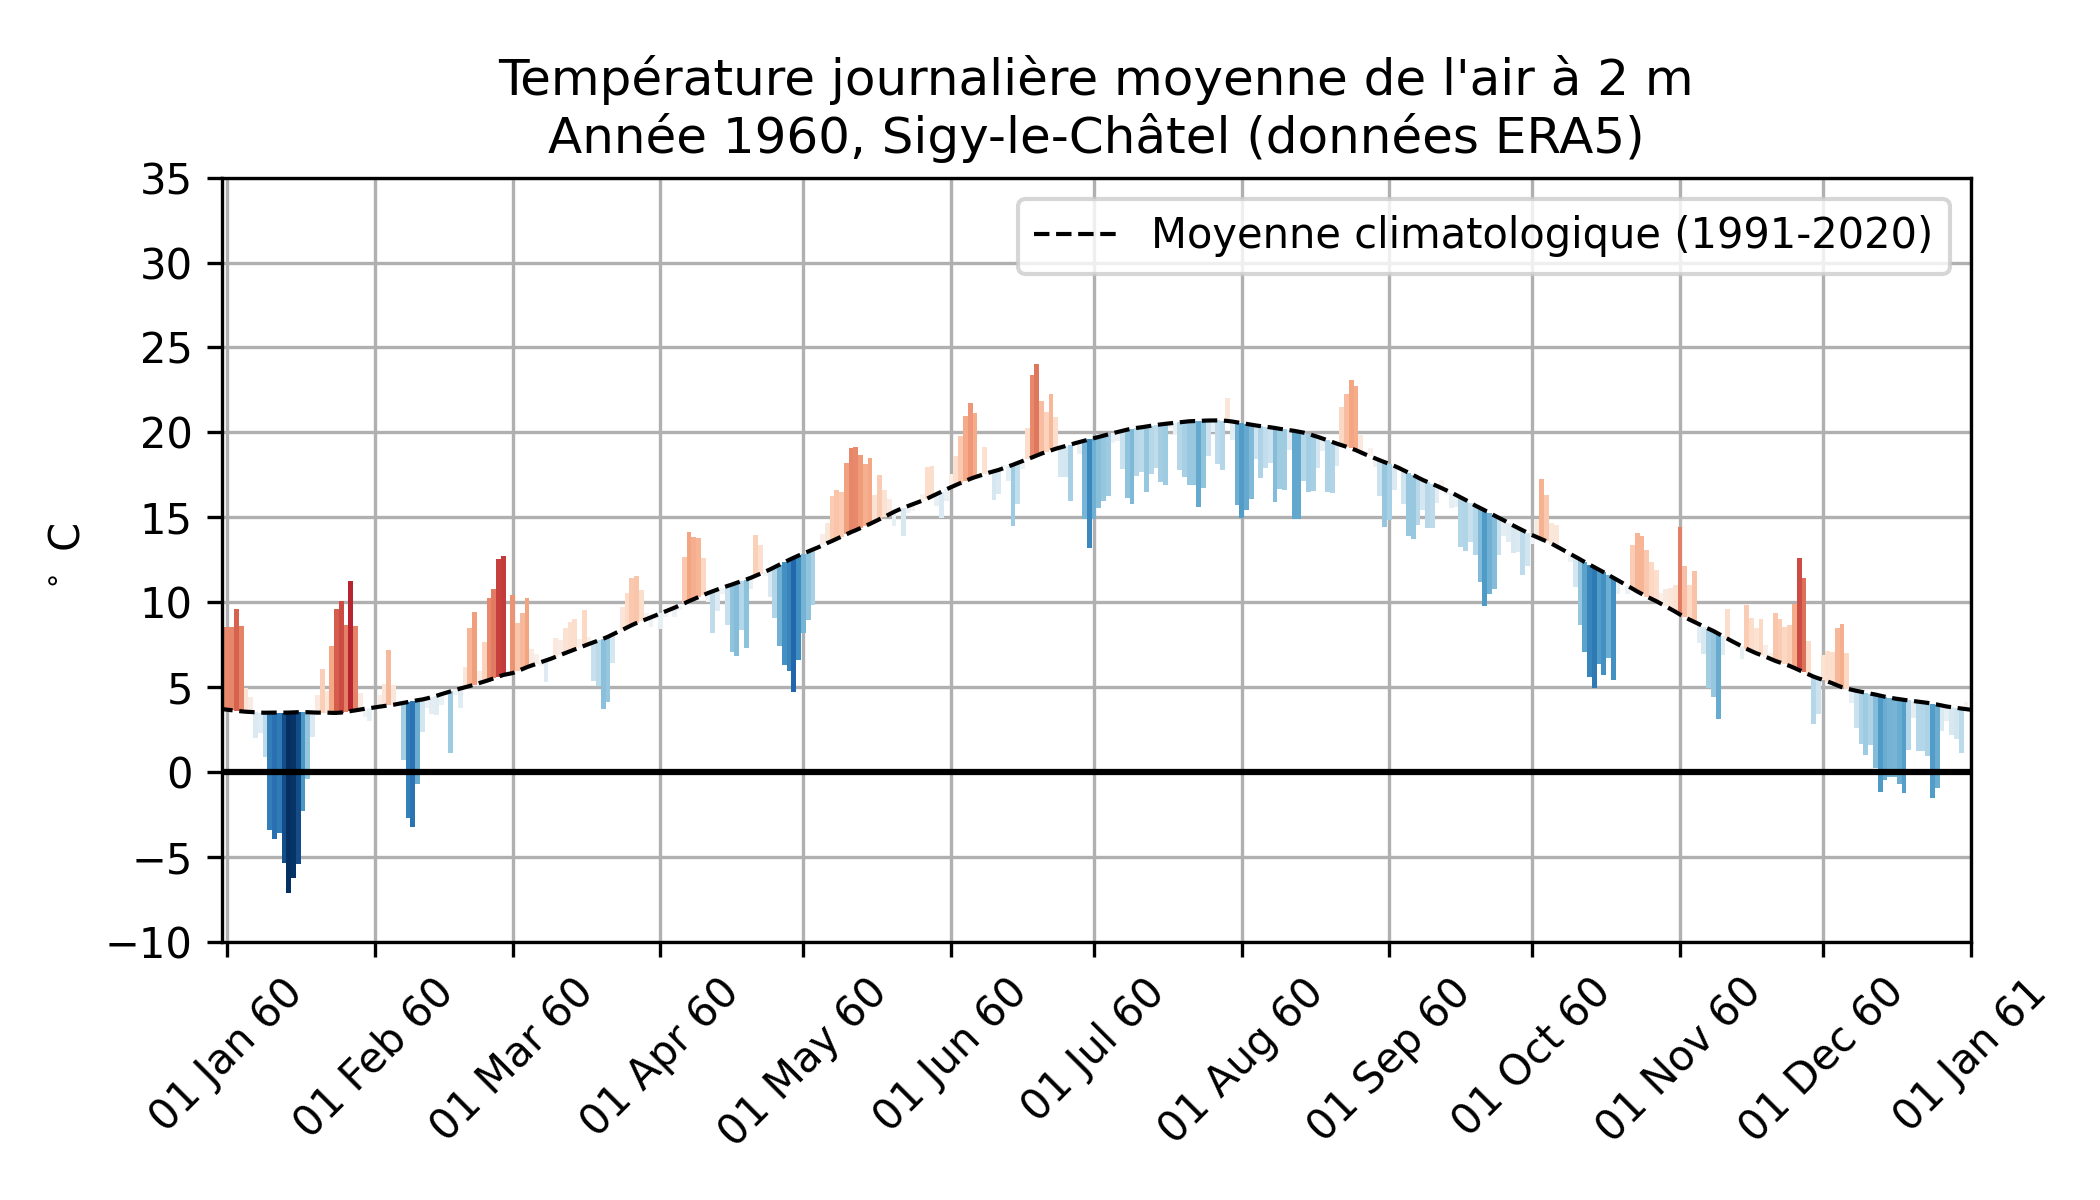 Température journalière moyenne de l'air à 2 m
Année 1960, Sigy-le-Châtel (données ERA5)
Moyenne climatologique (1991-2020)
35
30
25
20
15
10
5
0
−5
−10
° C
01 Jan 60
01 Feb 60
01 Mar 60
01 Apr 60
01 May 60
01 Jun 60
01 Jul 60
01 Aug 60
01 Sep 60
01 Oct 60
01 Nov 60
01 Dec 60
01 Jan 61